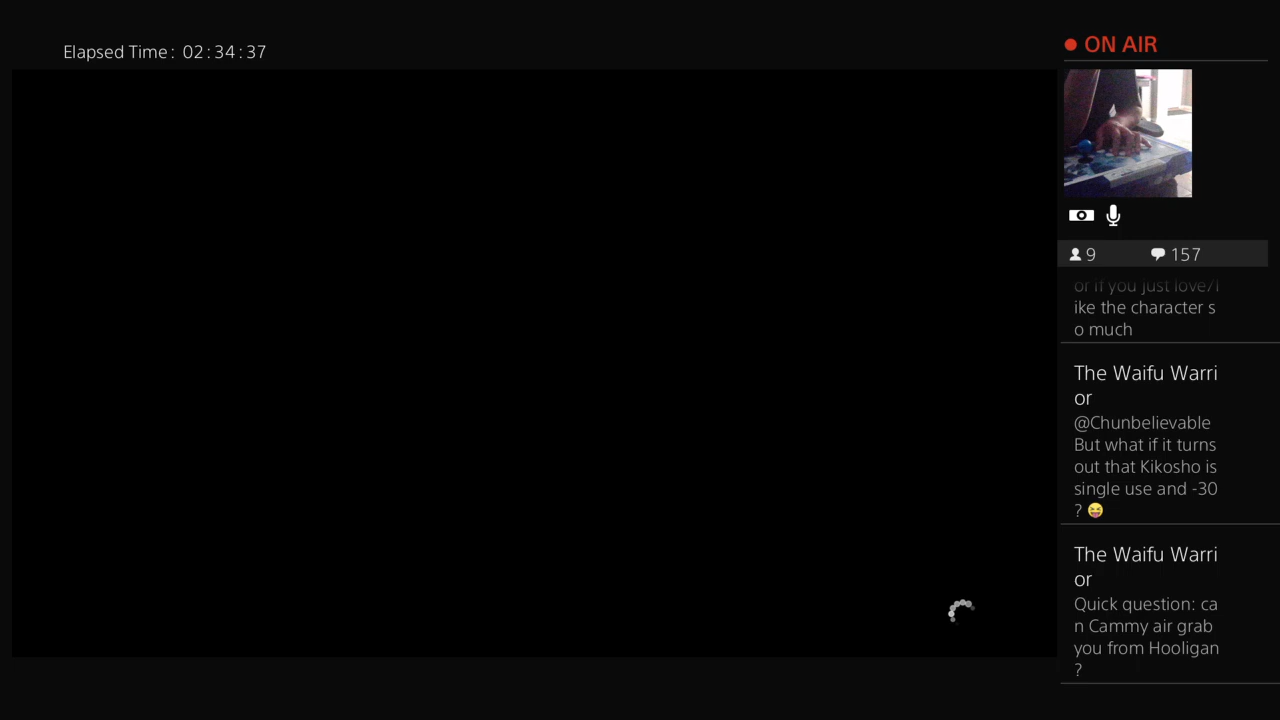 Elapsed Time: 02:34:37
ON AIR
9 157
or if you just love/l
ike the character s
o much
The Waifu Warri
or
@Chunbelievable
But what if it turns
out that Kikosho is
single use and -30
? 😝
The Waifu Warri
or
Quick question: ca
n Cammy air grab
you from Hooligan
?